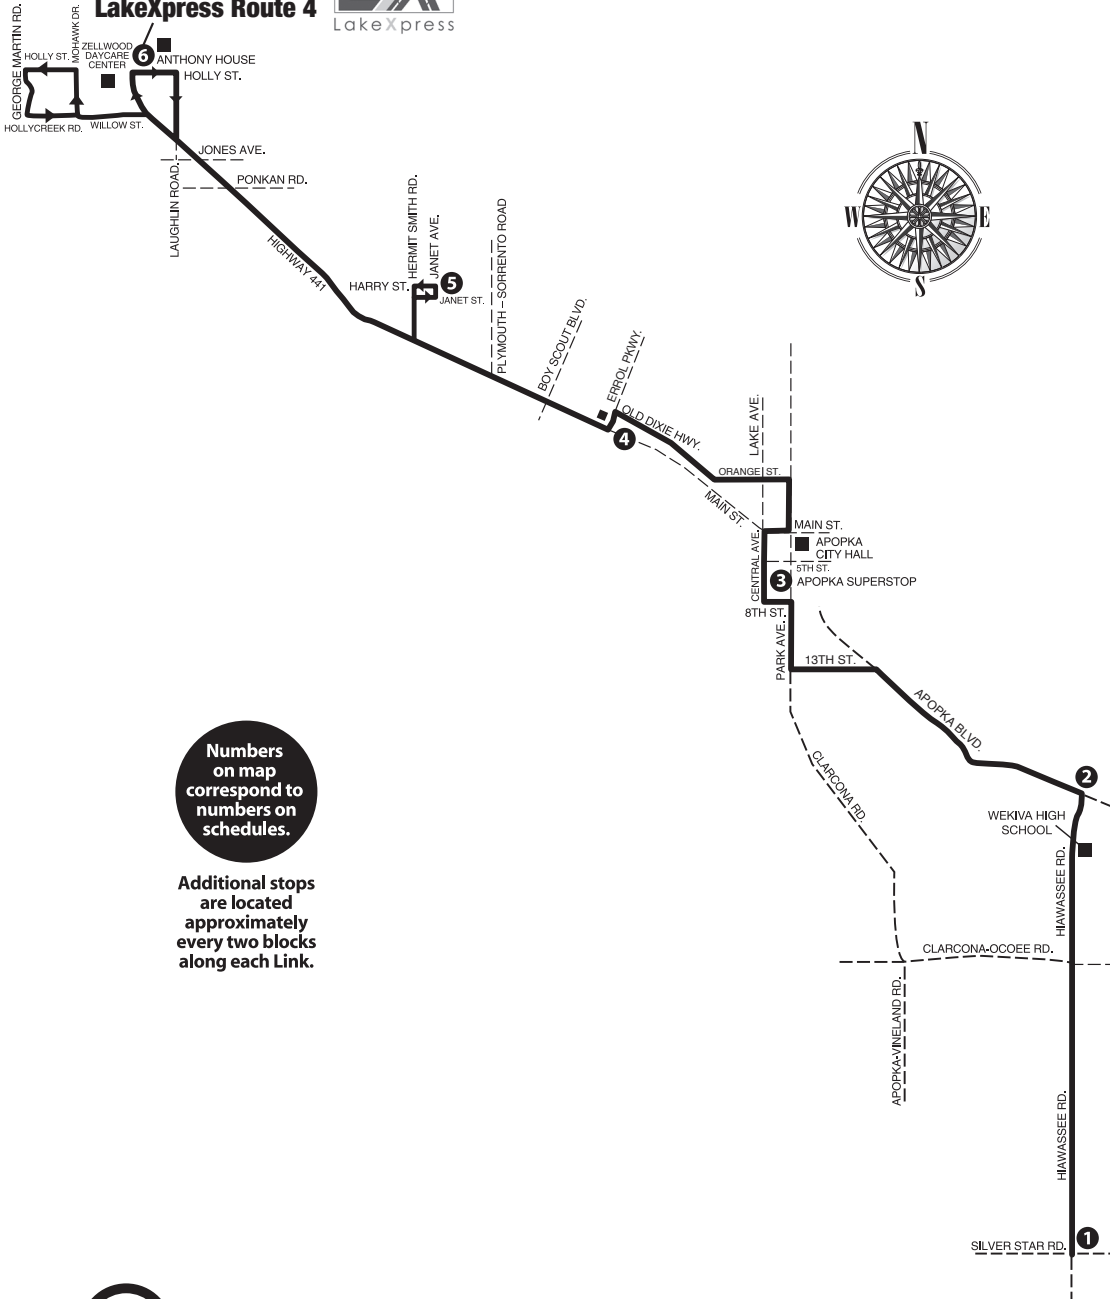 LakeXpress Route 4
LakeXpress
GEORGE MARTIN RD.
MOHAWK DR.
HOLLY ST.
ZELLWOOD
DAYCARE
CENTER
6
ANTHONY HOUSE
HOLLY ST.
HOLLYCREEK RD.
WILLOW ST.
JONES AVE.
PONKAN RD.
LAUGHLIN ROAD.
HIGHWAY 441
HERMIT SMITH RD.
JANET AVE.
HARRY ST.
5
JANET ST.
PLYMOUTH – SORRENTO ROAD
BOY SCOUT BLVD.
ERROL PKWY.
4
OLD DIXIE HWY.
LAKE AVE.
ORANGE ST.
MAIN ST.
MAIN ST.
APOPKA
CITY HALL
CENTRAL AVE.
5TH ST.
3
APOPKA SUPERSTOP
8TH ST.
PARK AVE.
13TH ST.
APOPKA BLVD.
CLARCONA RD.
2
WEKIVA HIGH
SCHOOL
HIAWASSEE RD.
CLARCONA-OCOEE RD.
APOPKA-VINELAND RD.
HIAWASSEE RD.
SILVER STAR RD.
1
N
W
E
S
Numbers
on map
correspond to
numbers on
schedules.
Additional stops
are located
approximately
every two blocks
along each Link.